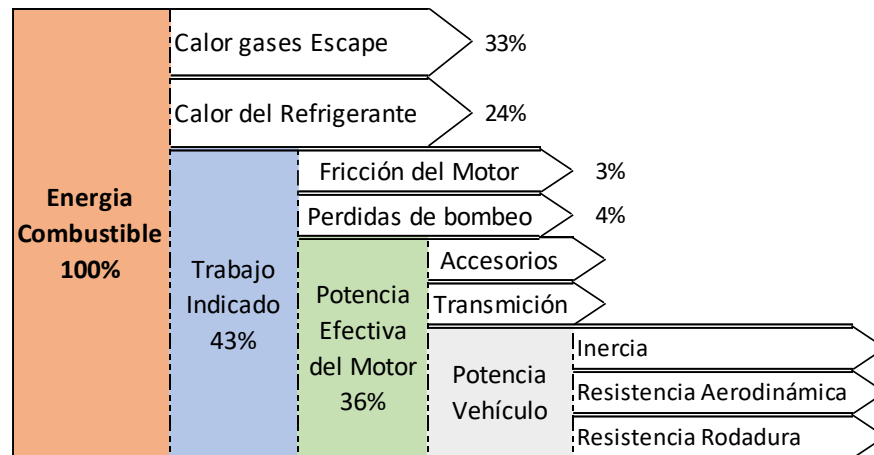 Calor gases Escape
33%
Calor del Refrigerante
24%
Energia
Combustible
100%
Fricción del Motor
3%
Perdidas de bombeo
4%
Trabajo
Indicado
43%
Accesorios
Transmición
Potencia
Efectiva
del Motor
36%
Potencia
Vehículo
Inercia
Resistencia Aerodinámica
Resistencia Rodadura